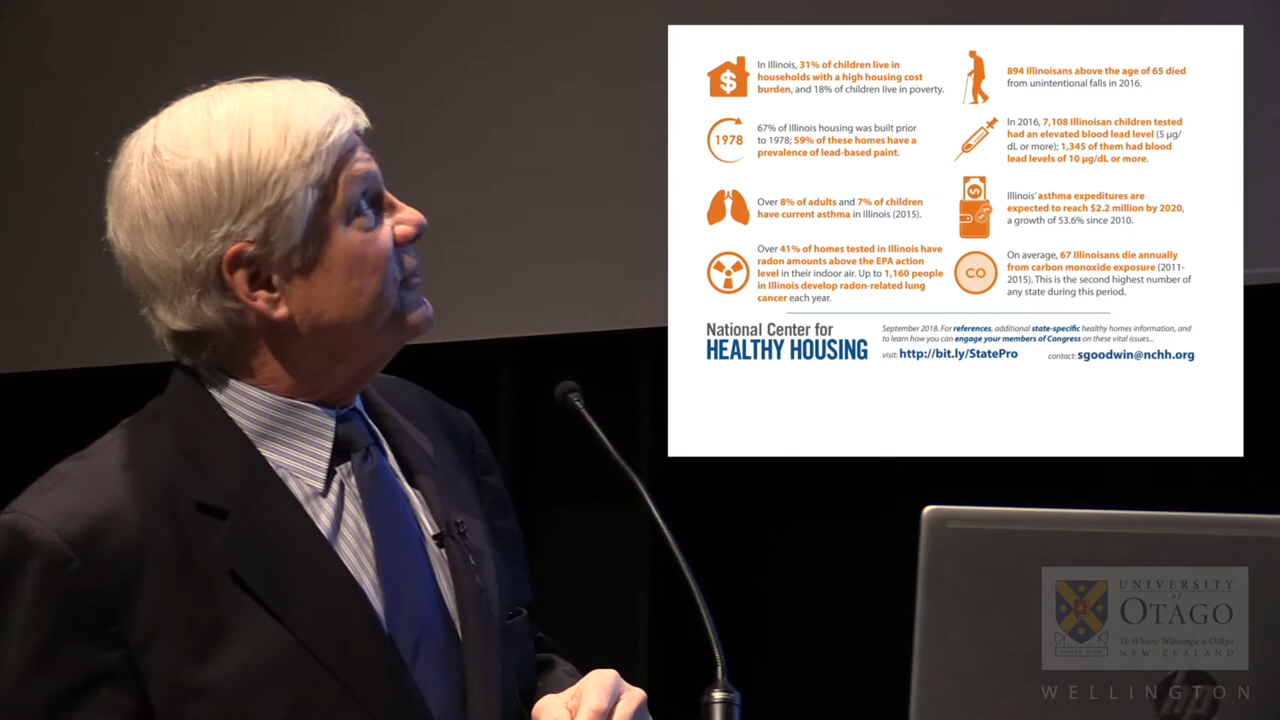 In Illinois, 31% of children live in
households with a high housing cost
burden, and 18% of children live in poverty.
894 Illinoisans above the age of 65 died
from unintentional falls in 2016.
1978
67% of Illinois housing was built prior
to 1978; 59% of these homes have a
prevalence of lead-based paint.
In 2016, 7,108 Illinoisan children tested
had an elevated blood lead level (5 µg/
dL or more); 1,345 of them had blood
lead levels of 10 µg/dL or more.
Over 8% of adults and 7% of children
have current asthma in Illinois (2015).
$
Illinois' asthma expeditures are
expected to reach $2.2 million by 2020,
a growth of 53.6% since 2010.
Over 41% of homes tested in Illinois have
radon amounts above the EPA action
level in their indoor air. Up to 1,160 people
in Illinois develop radon-related lung
cancer each year.
CO
On average, 67 Illinoisans die annually
from carbon monoxide exposure (2011-
2015). This is the second highest number of
any state during this period.
National Center for
HEALTHY HOUSING
September 2018. For references, additional state-specific healthy homes information, and
to learn how you can engage your members of Congress on these vital issues...
visit: http://bit.ly/StatePro
contact: sgoodwin@nchh.org
UNIVERSITY
of
OTAGO
Te Whare Wānanga o Otāgo
NEW ZEALAND
WELLINGTON
hp